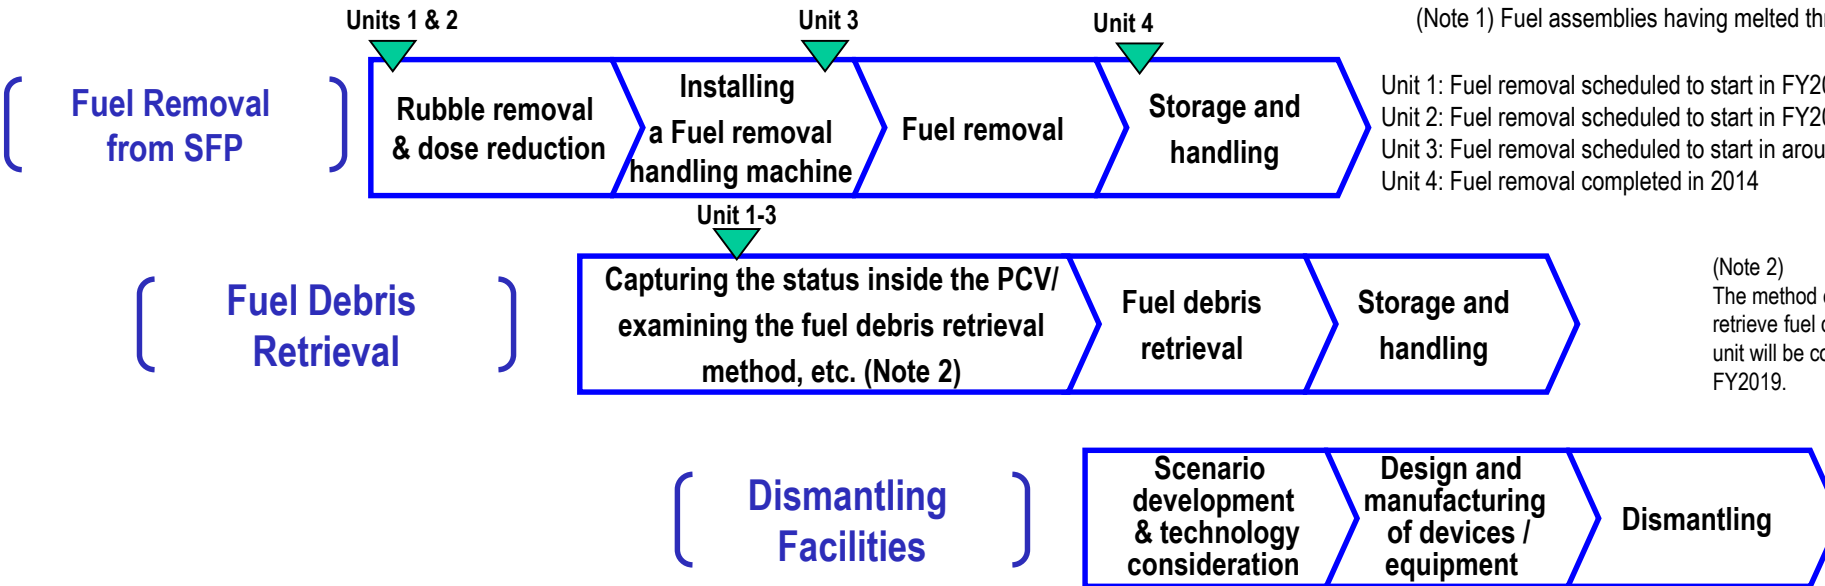 Units 1 & 2
Unit 3
Unit 4
(Note 1) Fuel assemblies having melted
Fuel Removal
from SFP
Rubble removal
& dose reduction
Installing
a Fuel removal
handling machine
Fuel removal
Storage and
handling
Unit 1: Fuel removal scheduled to start in
Unit 2: Fuel removal scheduled to start in
Unit 3: Fuel removal scheduled to start in
Unit 4: Fuel removal completed in 2014
Unit 1-3
Fuel Debris
Retrieval
Capturing the status inside the PCV/
examining the fuel debris retrieval
method, etc. (Note 2)
Fuel debris
retrieval
Storage and
handling
(Note 2)
The method
retrieve fuel
unit will be
FY2019.
Dismantling
Facilities
Scenario
development
& technology
consideration
Design and
manufacturing
of devices /
equipment
Dismantling